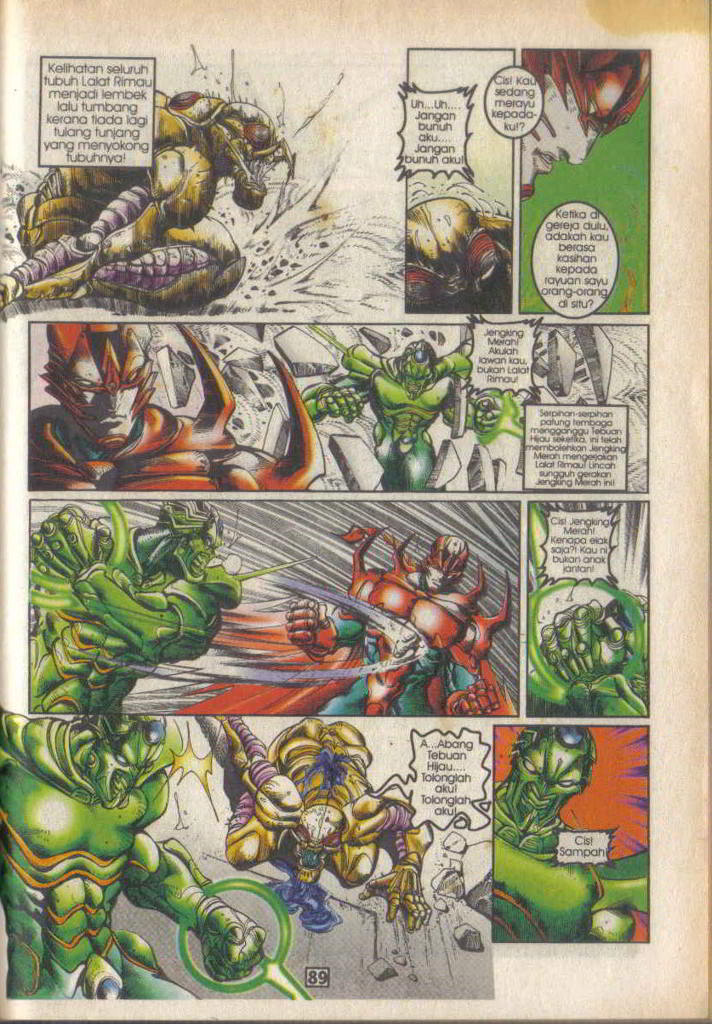 Kelihatan seluruh
tubuh Lalat Rimau
menjadi lembek
lalu tumbang
kerana tiada lagi
tulang tunjang
yang menyokong
tubuhnya!
Uh...Uh....
Jangan
bunuh
aku....
Jangan
bunuh aku!
Cis! Kau
sedang
merayu
kepada-
ku!?
Ketika di
gereja dulu,
adakah kau
berasa
kasihan
kepada
rayuan sayu
orang-orang
di situ?
Jengking
Merah!
Akulah
lawan kau,
bukan Lalat
Rimau!
Serpihan-serpihan
patung tembaga
mengganggu Tebuan
Hijau seketika, ini telah
membolehkan Jengking
Merah mengerjakan
Lalat Rimau! Lincah
sungguh gerakan
Jengking Merah ini!
Cis! Jengking
Merah!
Kenapa elak
saja?! Kau ni
bukan anak
jantan!
A...Abang
Tebuan
Hijau....
Tolonglah
aku!
Tolonglah
aku!
Cis!
Sampah!
89